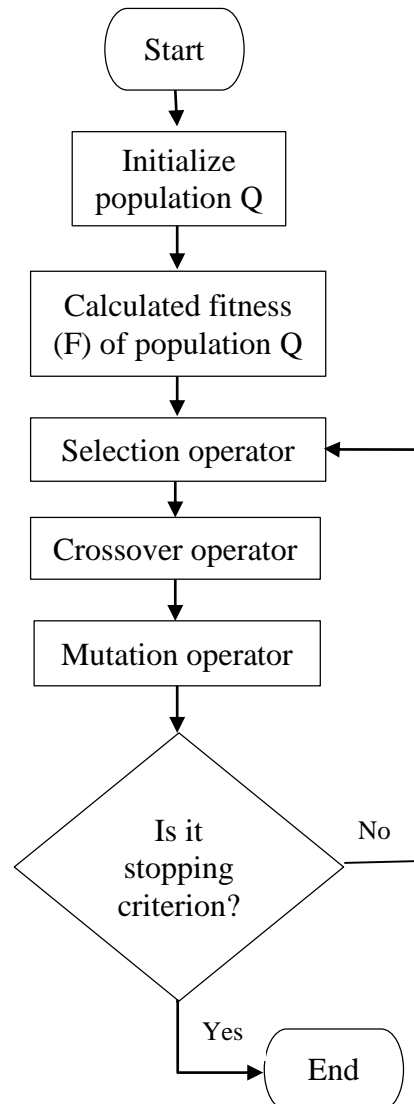 Start
Initialize
population Q
Calculated fitness
(F) of population Q
Selection operator
Crossover operator
Mutation operator
Is it
stopping
criterion?
No
Yes
End